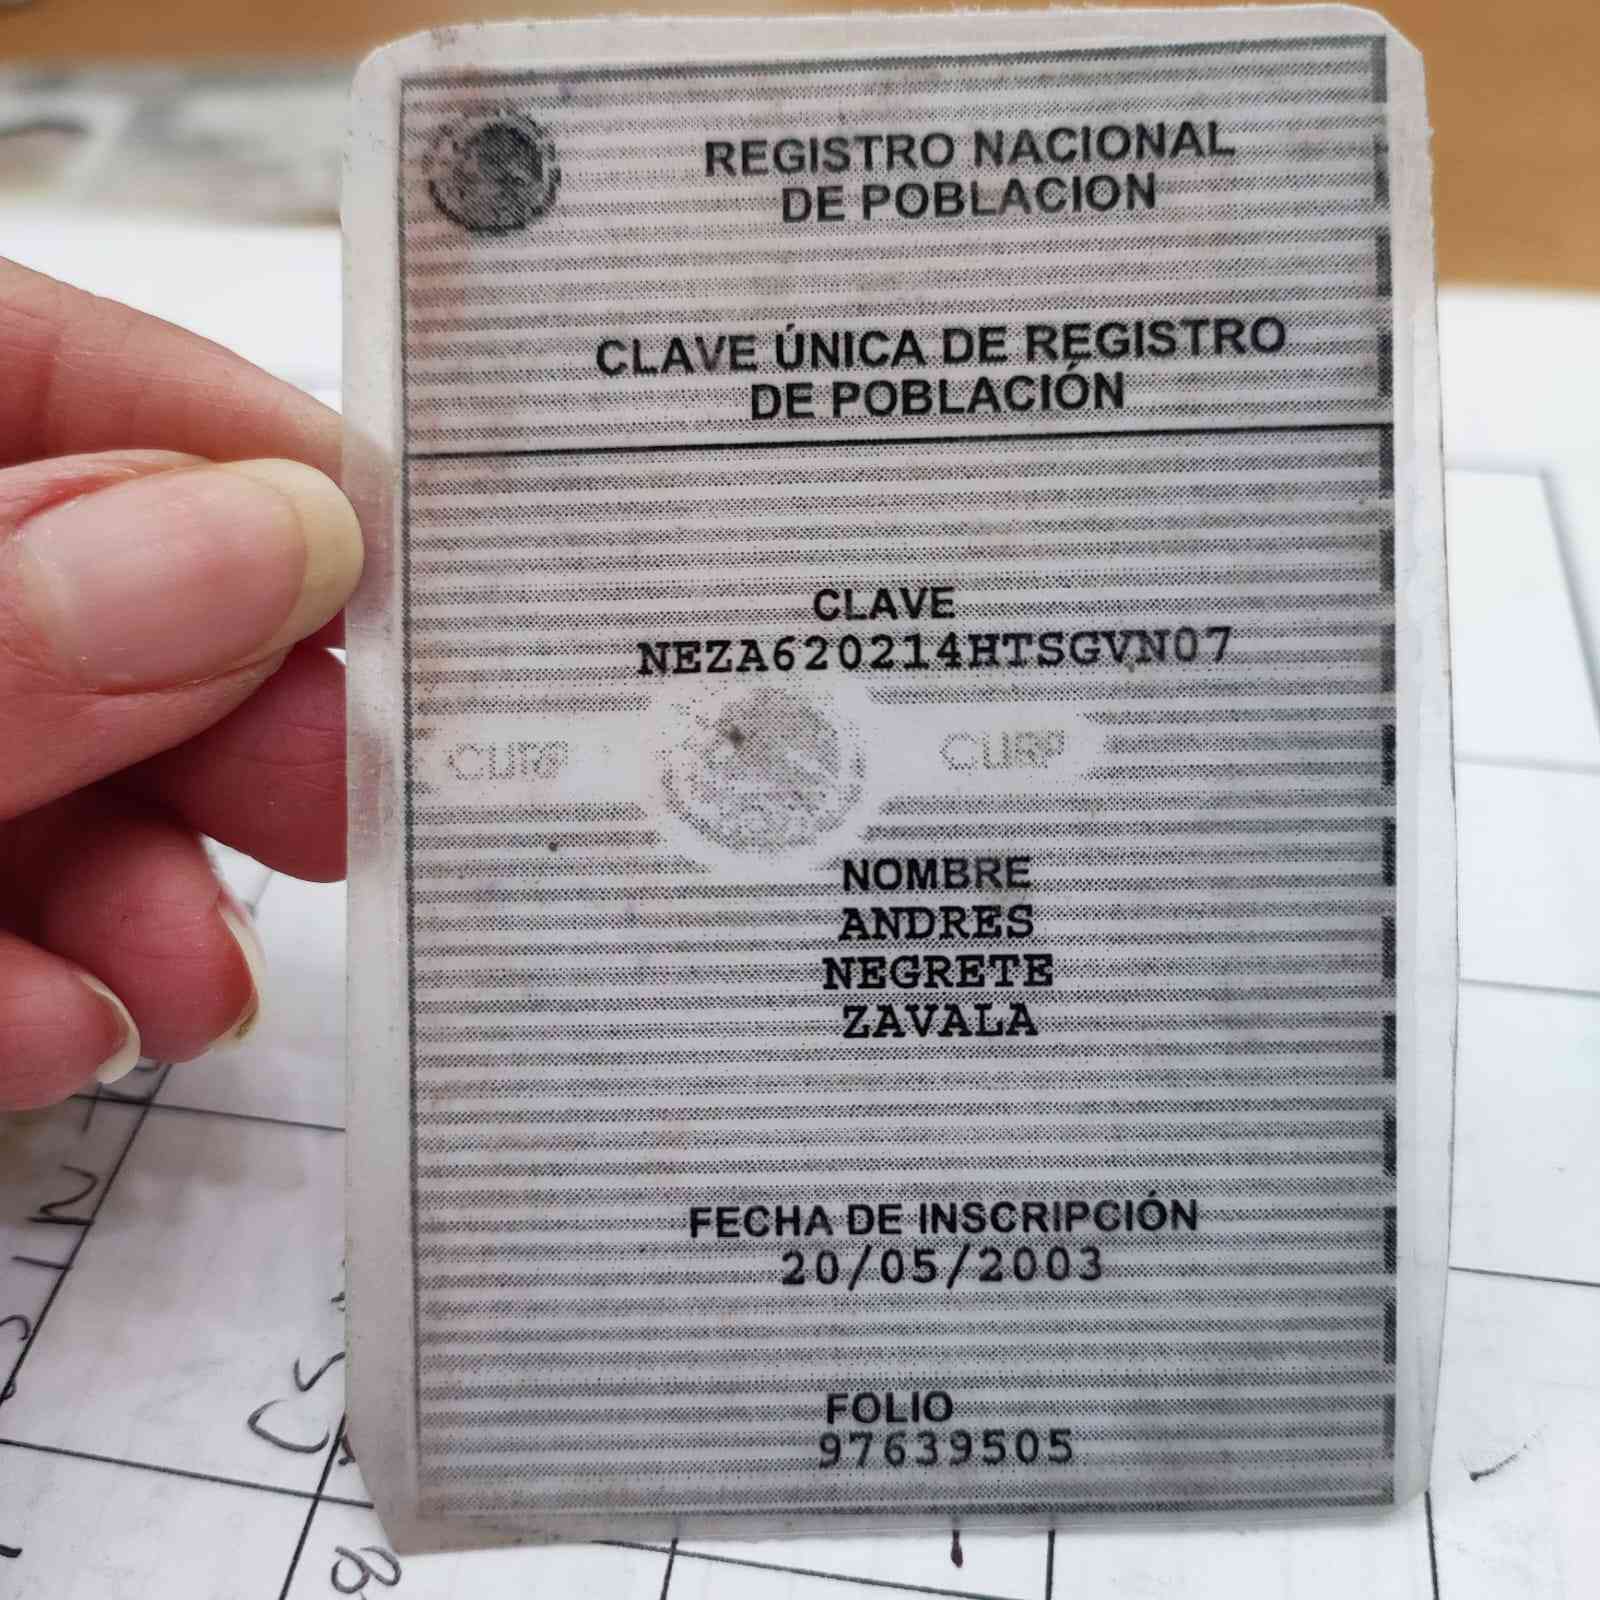 REGISTRO NACIONAL
DE POBLACION
CLAVE ÚNICA DE REGISTRO
DE POBLACIÓN
CLAVE
NEZA620214HTSGVN07
CURP
CURP
NOMBRE
ANDRES
NEGRETE
ZAVALA
FECHA DE INSCRIPCIÓN
20/05/2003
FOLIO
97639505